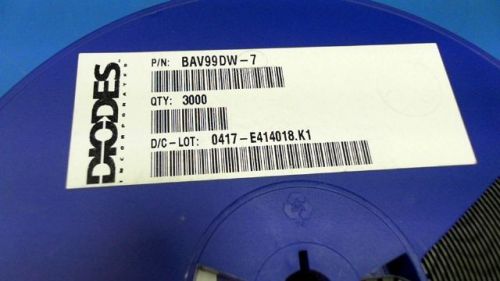 DIODES
INCORPORATED
P/N: BAV99DW-7
QTY: 3000
D/C-LOT: 0417-E414018.K1